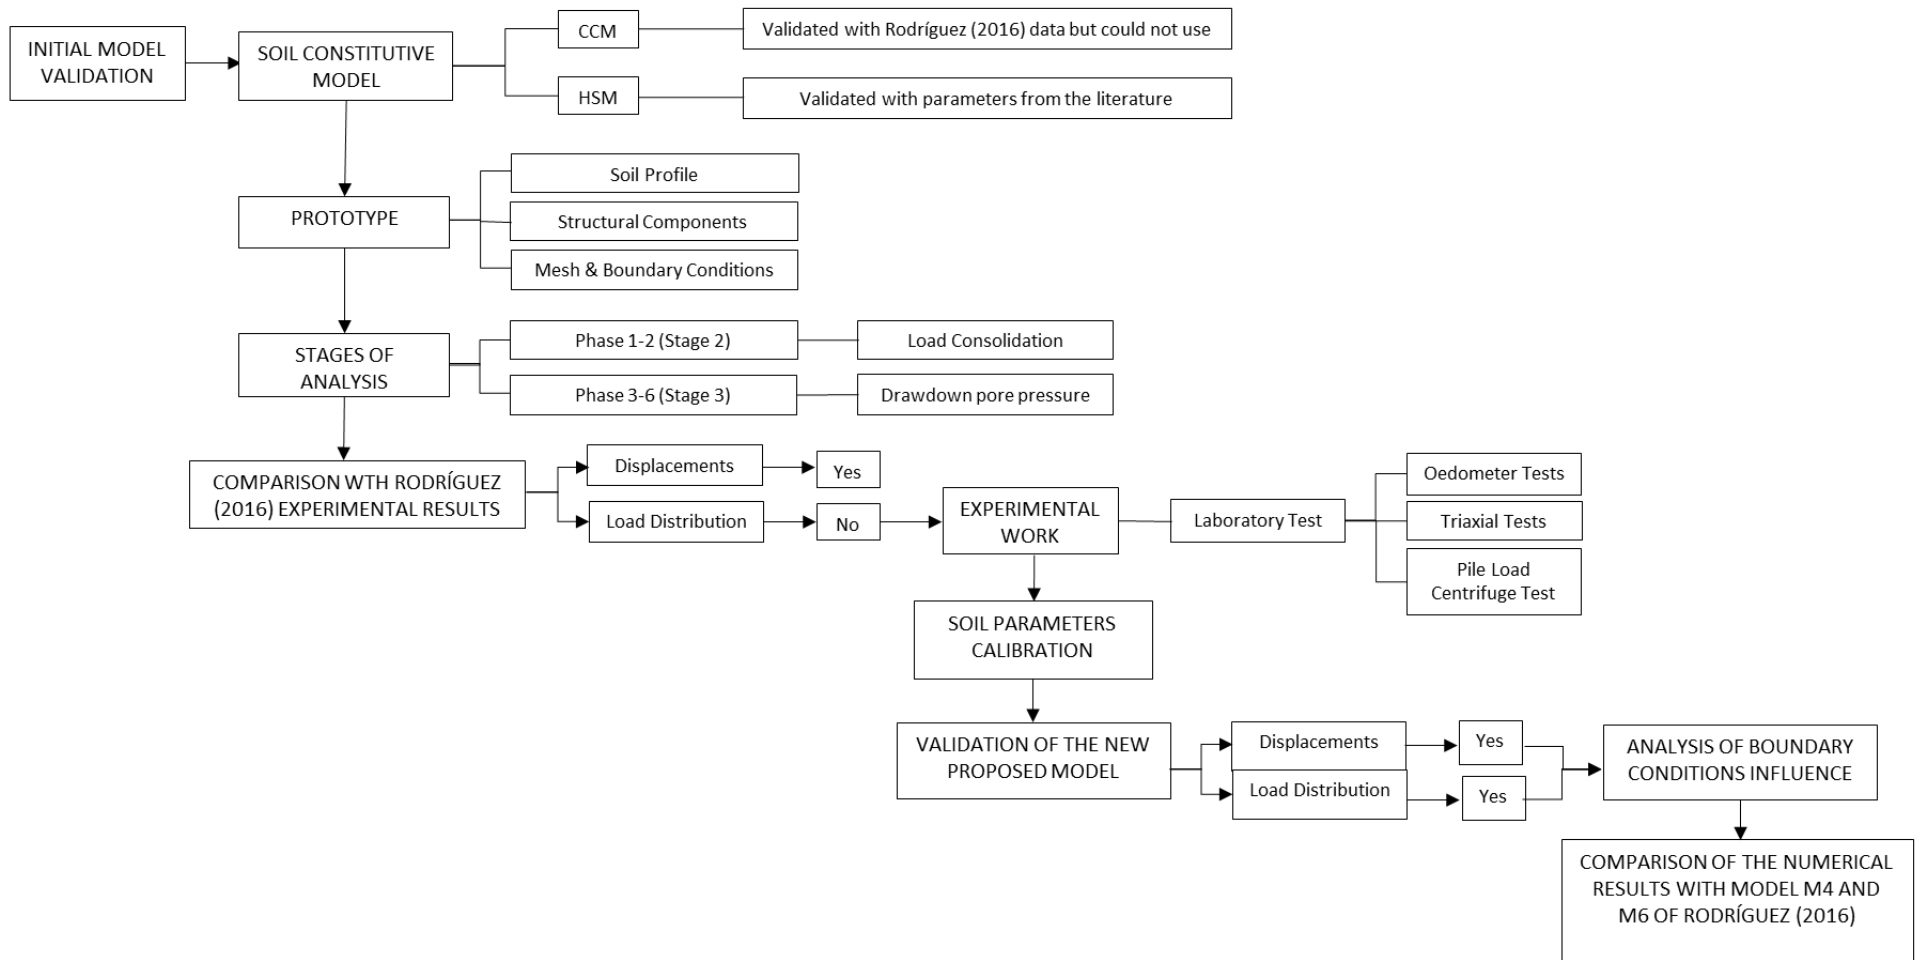 INITIAL MODEL
VALIDATION
SOIL CONSTITUTIVE
MODEL
CCM
Validated with Rodríguez (2016) data but could not use
HSM
Validated with parameters from the literature
PROTOTYPE
Soil Profile
Structural Components
Mesh & Boundary Conditions
STAGES OF
ANALYSIS
Phase 1-2 (Stage 2)
Load Consolidation
Phase 3-6 (Stage 3)
Drawdown pore pressure
COMPARISON WTH RODRÍGUEZ
(2016) EXPERIMENTAL RESULTS
Displacements
Yes
Load Distribution
No
EXPERIMENTAL
WORK
Laboratory Test
Oedometer Tests
Triaxial Tests
Pile Load
Centrifuge Test
SOIL PARAMETERS
CALIBRATION
VALIDATION OF THE NEW
PROPOSED MODEL
Displacements
Yes
Load Distribution
Yes
ANALYSIS OF BOUNDARY
CONDITIONS INFLUENCE
COMPARISON OF THE NUMERICAL
RESULTS WITH MODEL M4 AND
M6 OF RODRÍGUEZ (2016)